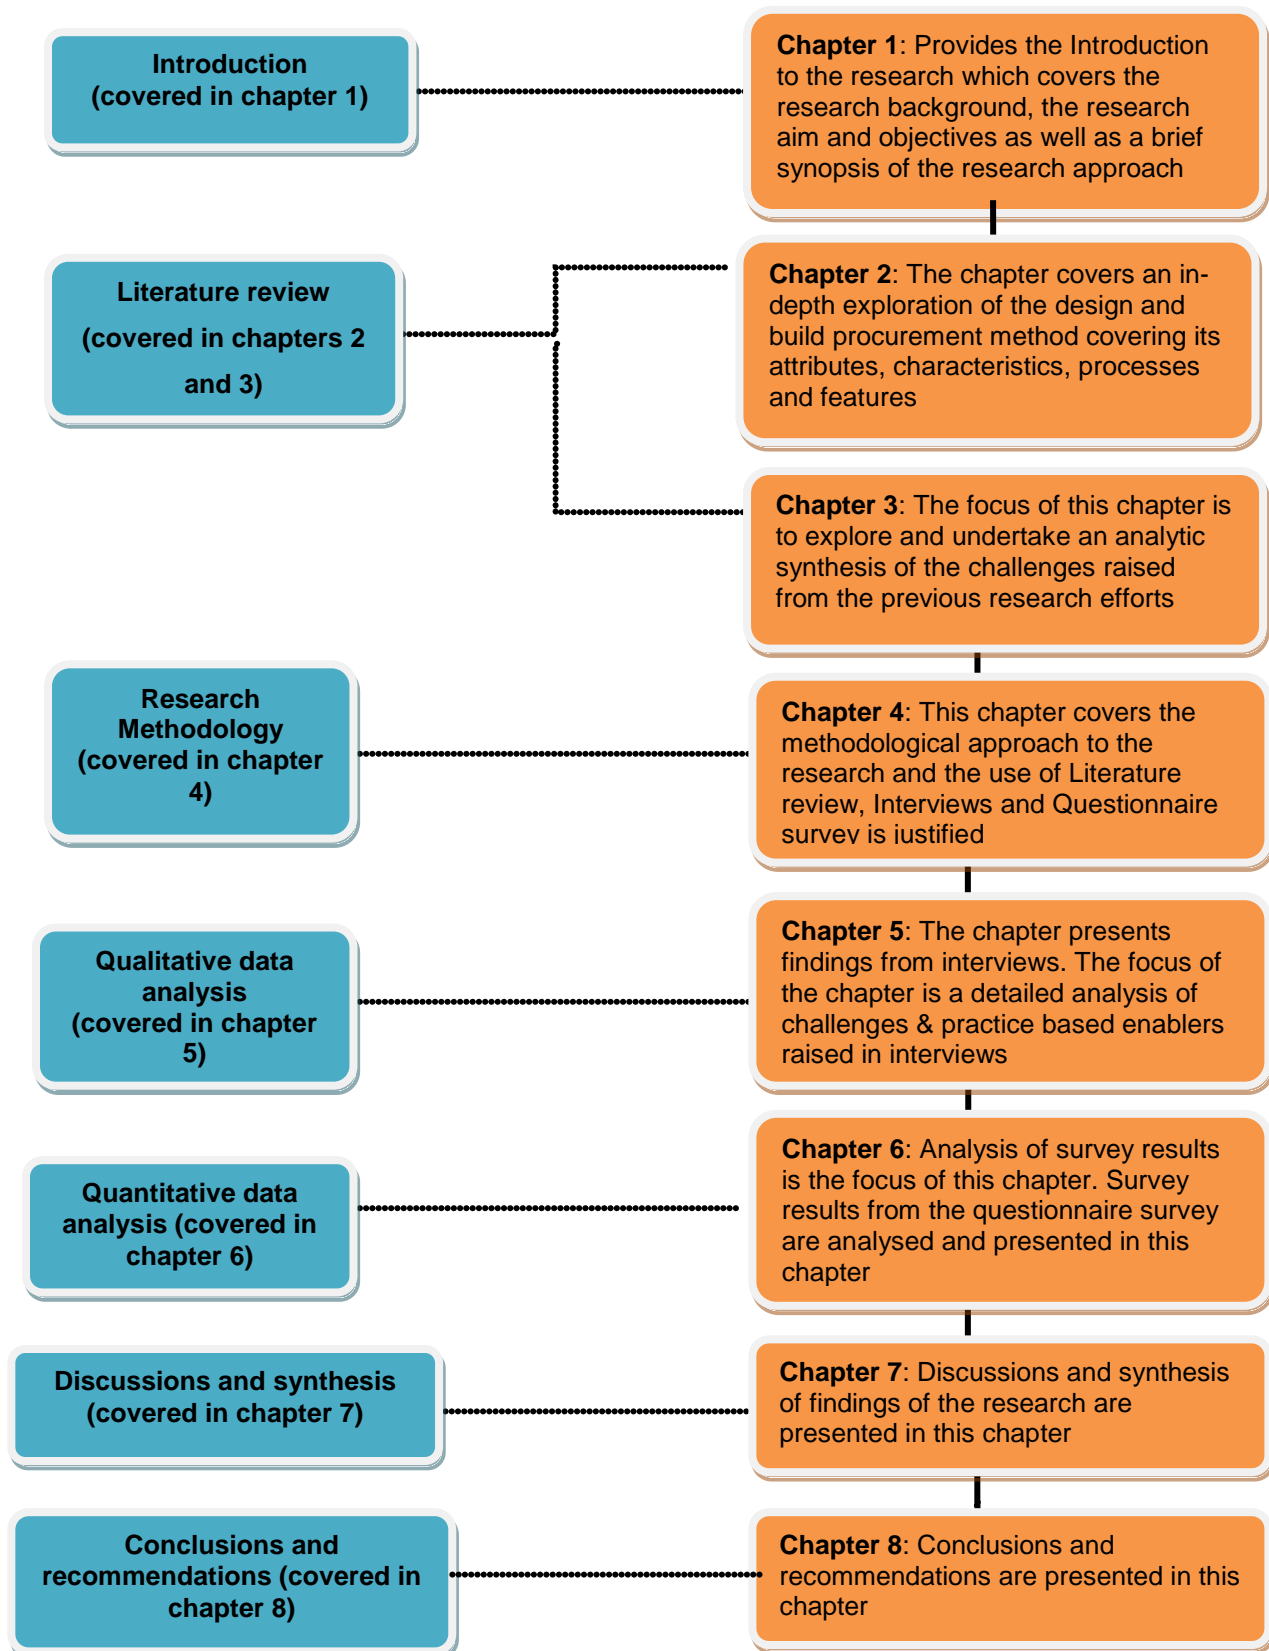 Introduction
(covered in chapter 1)
Chapter 1: Provides the Introduction
to the research which covers the
research background, the research
aim and objectives as well as a brief
synopsis of the research approach
Literature review
(covered in chapters 2
and 3)
Chapter 2: The chapter covers an in-
depth exploration of the design and
build procurement method covering its
attributes, characteristics, processes
and features
Chapter 3: The focus of this chapter is
to explore and undertake an analytic
synthesis of the challenges raised
from the previous research efforts
Research
Methodology
(covered in chapter
4)
Chapter 4: This chapter covers the
methodological approach to the
research and the use of Literature
review, Interviews and Questionnaire
survey is justified
Qualitative data
analysis
(covered in chapter
5)
Chapter 5: The chapter presents
findings from interviews. The focus of
the chapter is a detailed analysis of
challenges & practice based enablers
raised in interviews
Quantitative data
analysis (covered in
chapter 6)
Chapter 6: Analysis of survey results
is the focus of this chapter. Survey
results from the questionnaire survey
are analysed and presented in this
chapter
Discussions and synthesis
(covered in chapter 7)
Chapter 7: Discussions and synthesis
of findings of the research are
presented in this chapter
Conclusions and
recommendations (covered in
chapter 8)
Chapter 8: Conclusions and
recommendations are presented in this
chapter